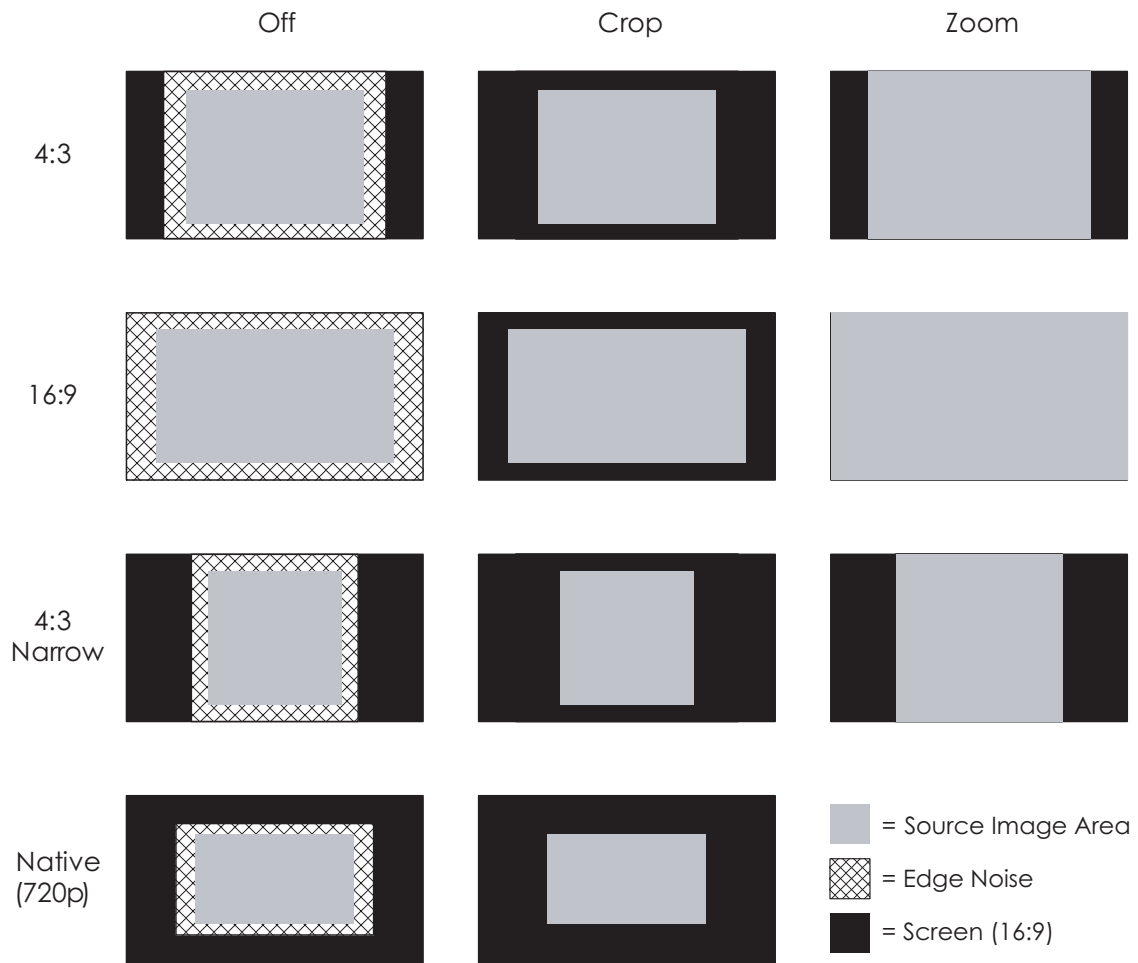 Off
Crop
Zoom
4:3
16:9
4:3
Narrow
Native
(720p)
= Source Image Area
= Edge Noise
= Screen (16:9)